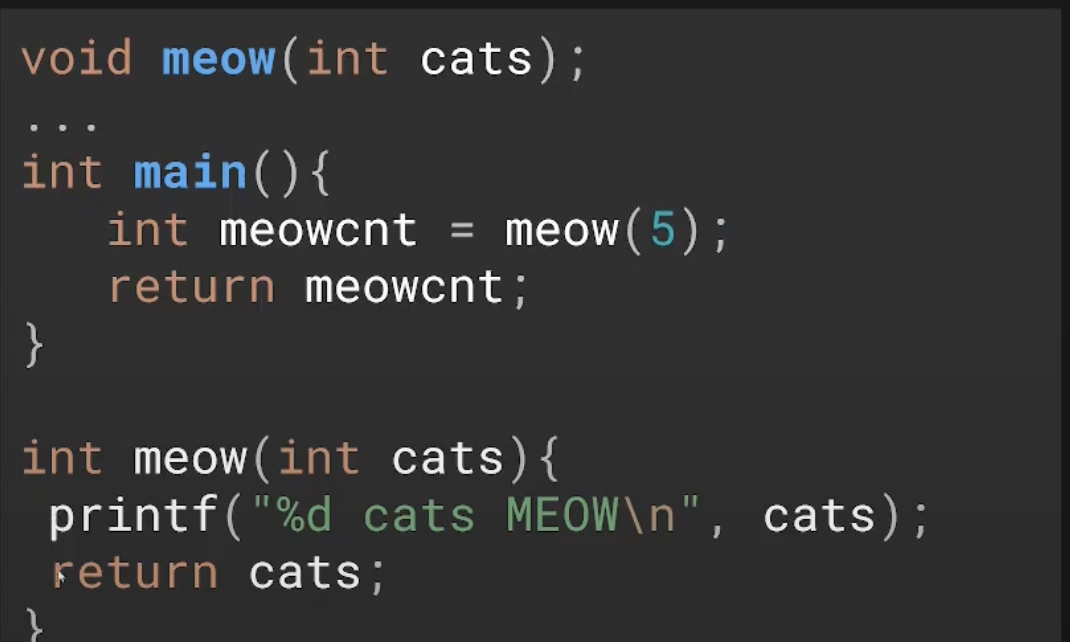 void meow(int cats);
...
int main(){
   int meowcnt = meow(5);
   return meowcnt;
}

int meow(int cats){
 printf("%d cats MEOW\n", cats);
 return cats;
}